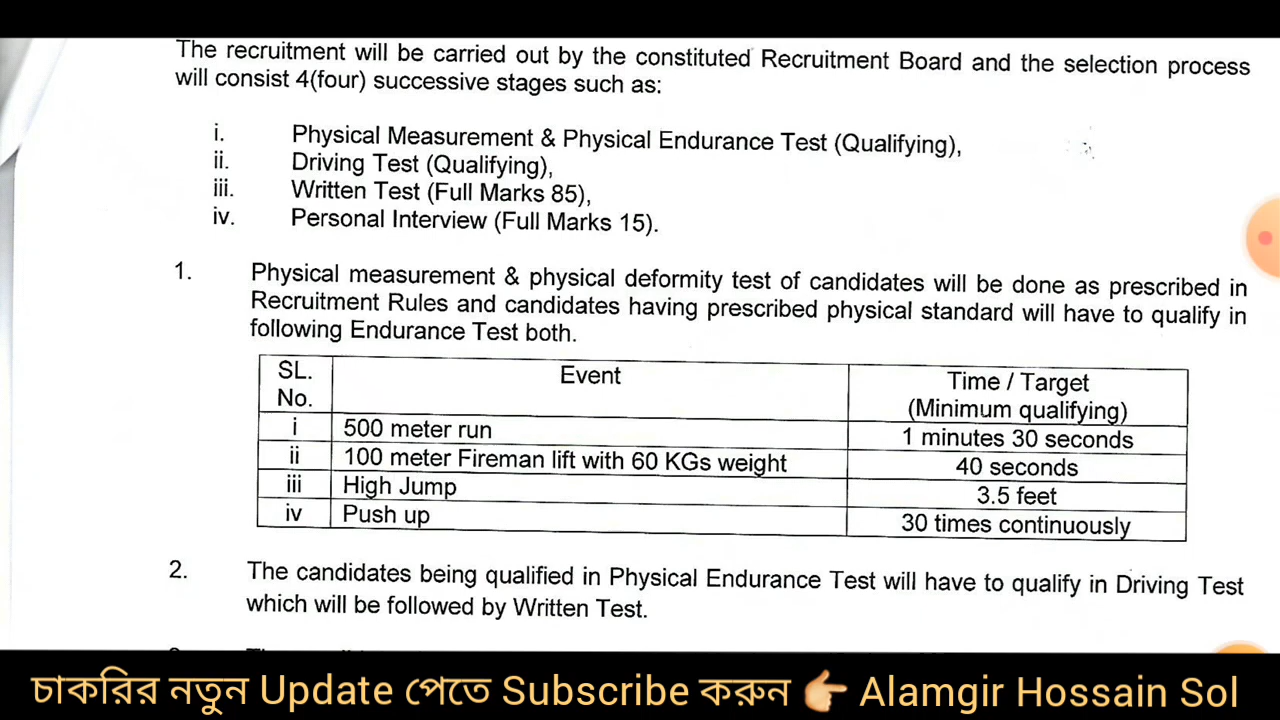 The recruitment will be carried out by the constituted Recruitment Board and the selection process
will consist 4(four) successive stages such as:
i. Physical Measurement & Physical Endurance Test (Qualifying),
ii. Driving Test (Qualifying),
iii. Written Test (Full Marks 85),
iv. Personal Interview (Full Marks 15).
1. Physical measurement & physical deformity test of candidates will be done as prescribed in
Recruitment Rules and candidates having prescribed physical standard will have to qualify in
following Endurance Test both.
SL. No. Event Time / Target (Minimum qualifying)
i 500 meter run 1 minutes 30 seconds
ii 100 meter Fireman lift with 60 KGs weight 40 seconds
iii High Jump 3.5 feet
iv Push up 30 times continuously
2. The candidates being qualified in Physical Endurance Test will have to qualify in Driving Test
which will be followed by Written Test.
চাকরির নতুন Update পেতে Subscribe করুন 👉 Alamgir Hossain Sol